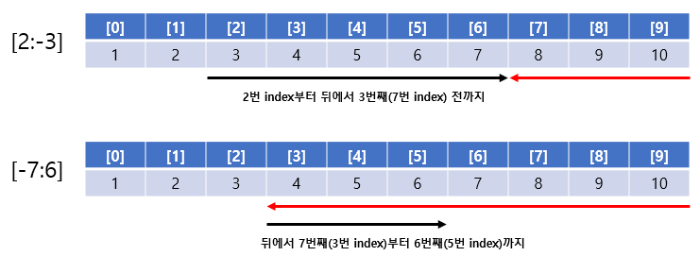 [2:-3]
[0] [1] [2] [3] [4] [5] [6] [7] [8] [9]
1 2 3 4 5 6 7 8 9 10
2번 index부터 뒤에서 3번째(7번 index) 전까지
[-7:6]
[0] [1] [2] [3] [4] [5] [6] [7] [8] [9]
1 2 3 4 5 6 7 8 9 10
뒤에서 7번째(3번 index)부터 6번째(5번 index)까지